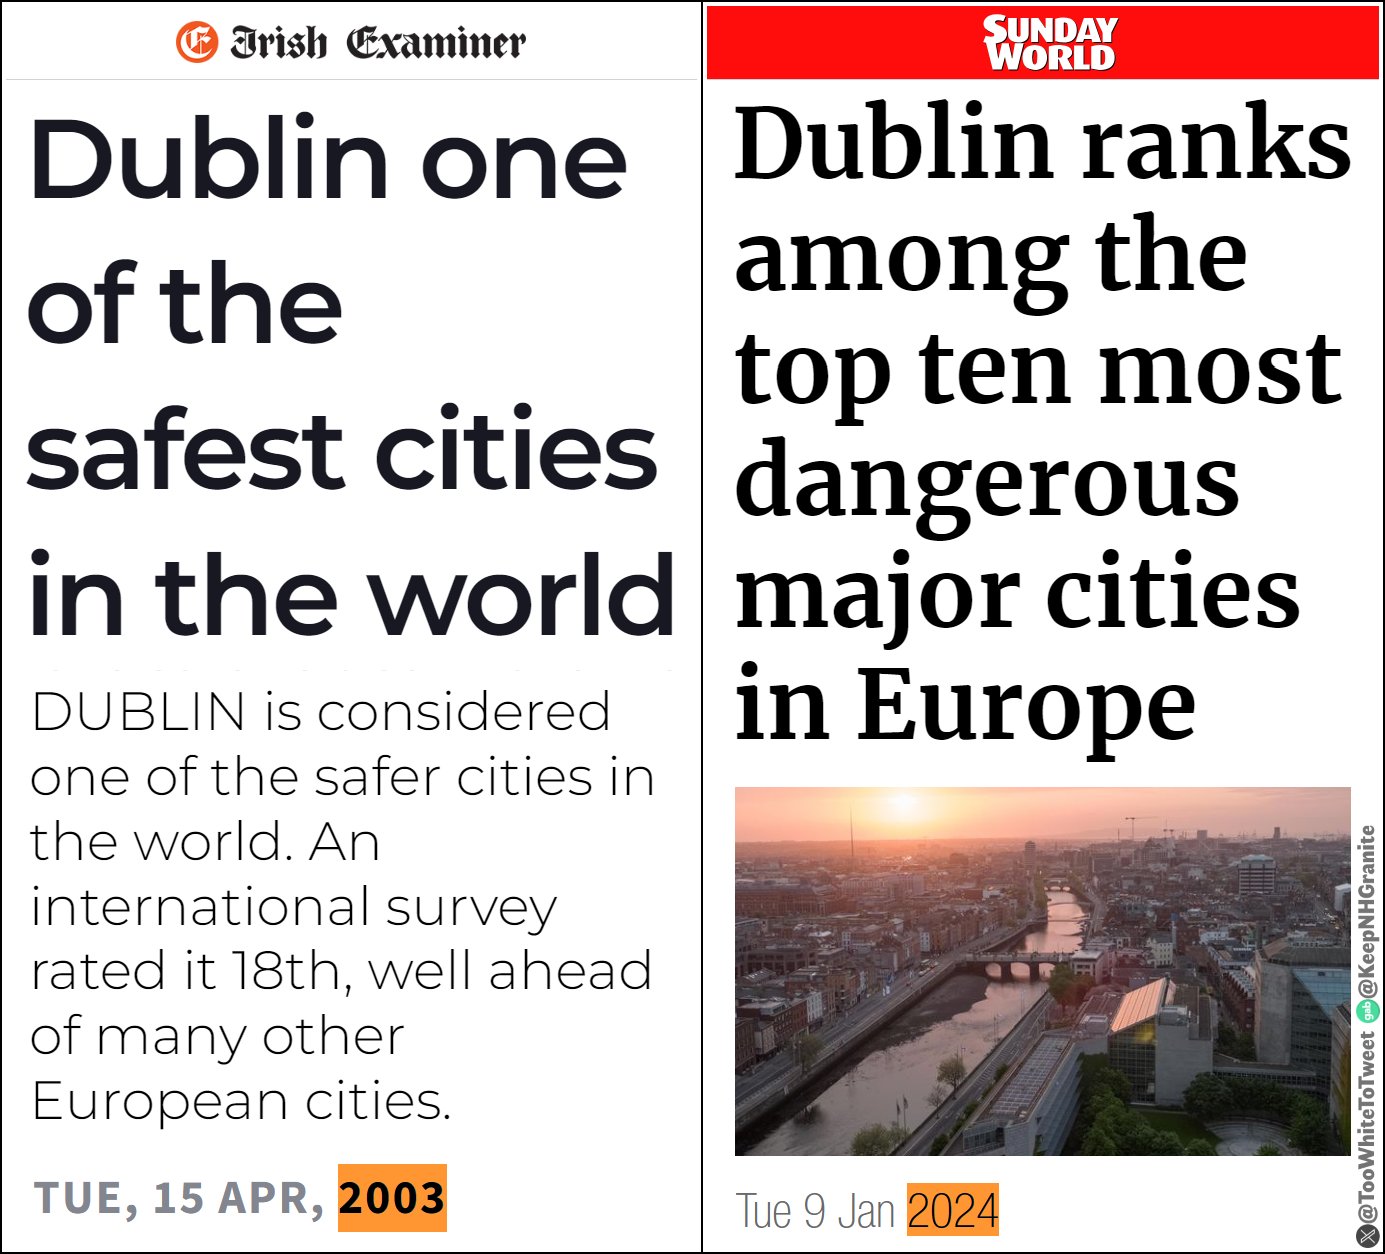 Irish Examiner
Dublin one
of the
safest cities
in the world
DUBLIN is considered
one of the safer cities in
the world. An
international survey
rated it 18th, well ahead
of many other
European cities.
TUE, 15 APR, 2003
SUNDAY
WORLD
Dublin ranks
among the
top ten most
dangerous
major cities
in Europe
Tue 9 Jan 2024
@TooWhiteToTweet gab @KeepNHGranite